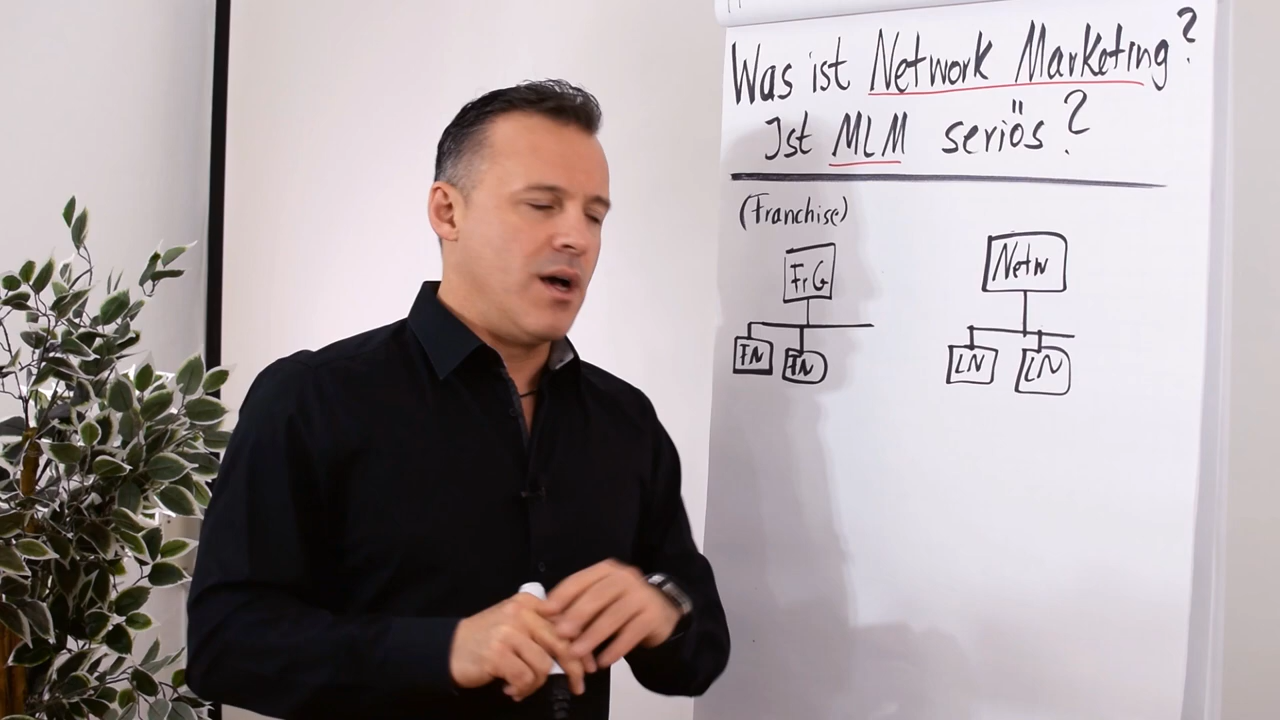 Was ist Network Marketing?
Ist MLM seriös?
(Franchise)
FrG
Netw
FN FN
LN LN